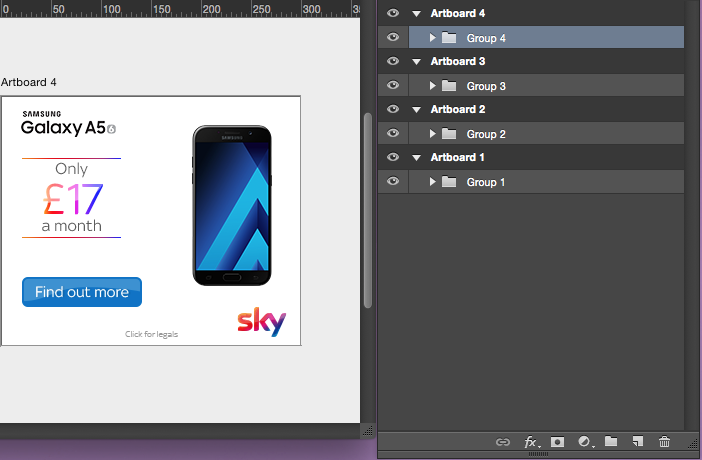 0 50 100 150 200 250 300
Artboard 4
SAMSUNG
Galaxy A5
Only
£17
a month
Find out more
Click for legals
SAMSUNG
sky
Artboard 4
Group 4
Artboard 3
Group 3
Artboard 2
Group 2
Artboard 1
Group 1
fx